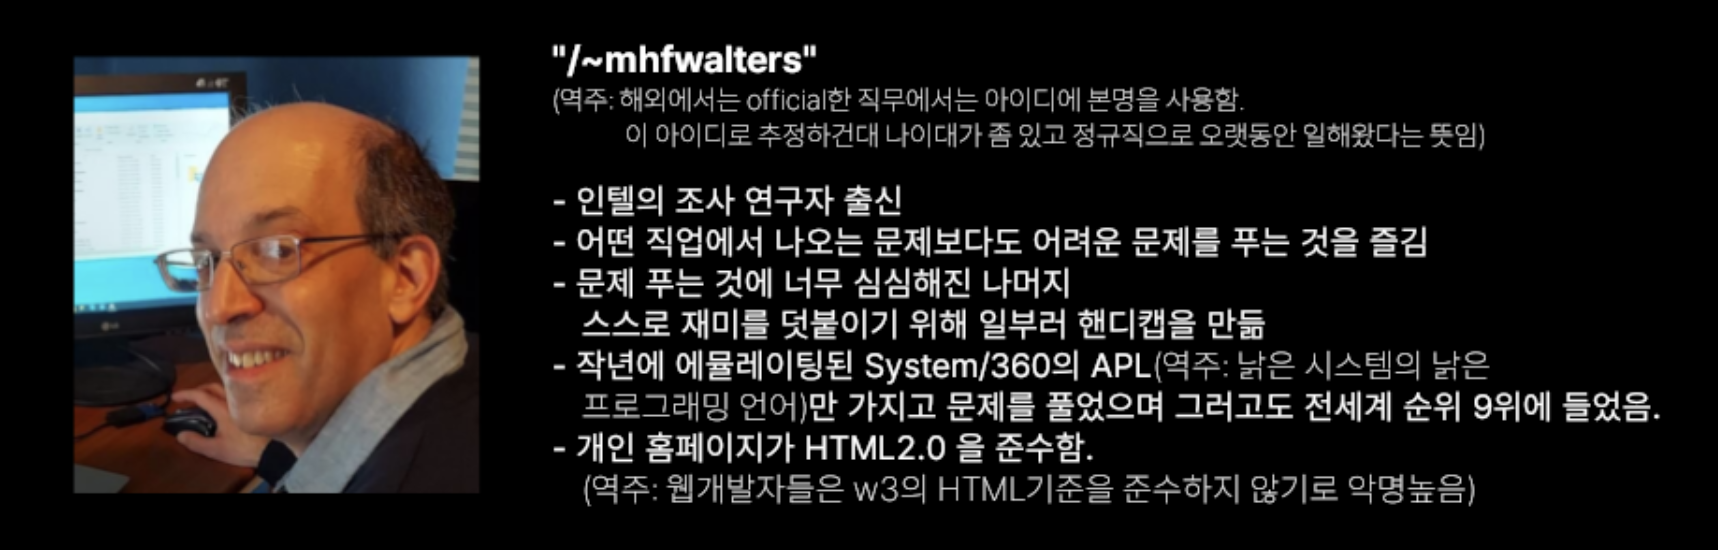 "/~mhfwalters"
(역주: 해외에서는 official한 직무에서는 아이디에 본명을 사용함.
이 아이디로 추정하건대 나이대가 좀 있고 정규직으로 오랫동안 일해왔다는 뜻임)
- 인텔의 조사 연구자 출신
- 어떤 직업에서 나오는 문제보다도 어려운 문제를 푸는 것을 즐김
- 문제 푸는 것에 너무 심심해진 나머지
스스로 재미를 덧붙이기 위해 일부러 핸디캡을 만듦
- 작년에 에뮬레이팅된 System/360의 APL(역주: 낡은 시스템의 낡은
프로그래밍 언어)만 가지고 문제를 풀었으며 그러고도 전세계 순위 9위에 들었음.
- 개인 홈페이지가 HTML2.0 을 준수함.
(역주: 웹개발자들은 w3의 HTML기준을 준수하지 않기로 악명높음)